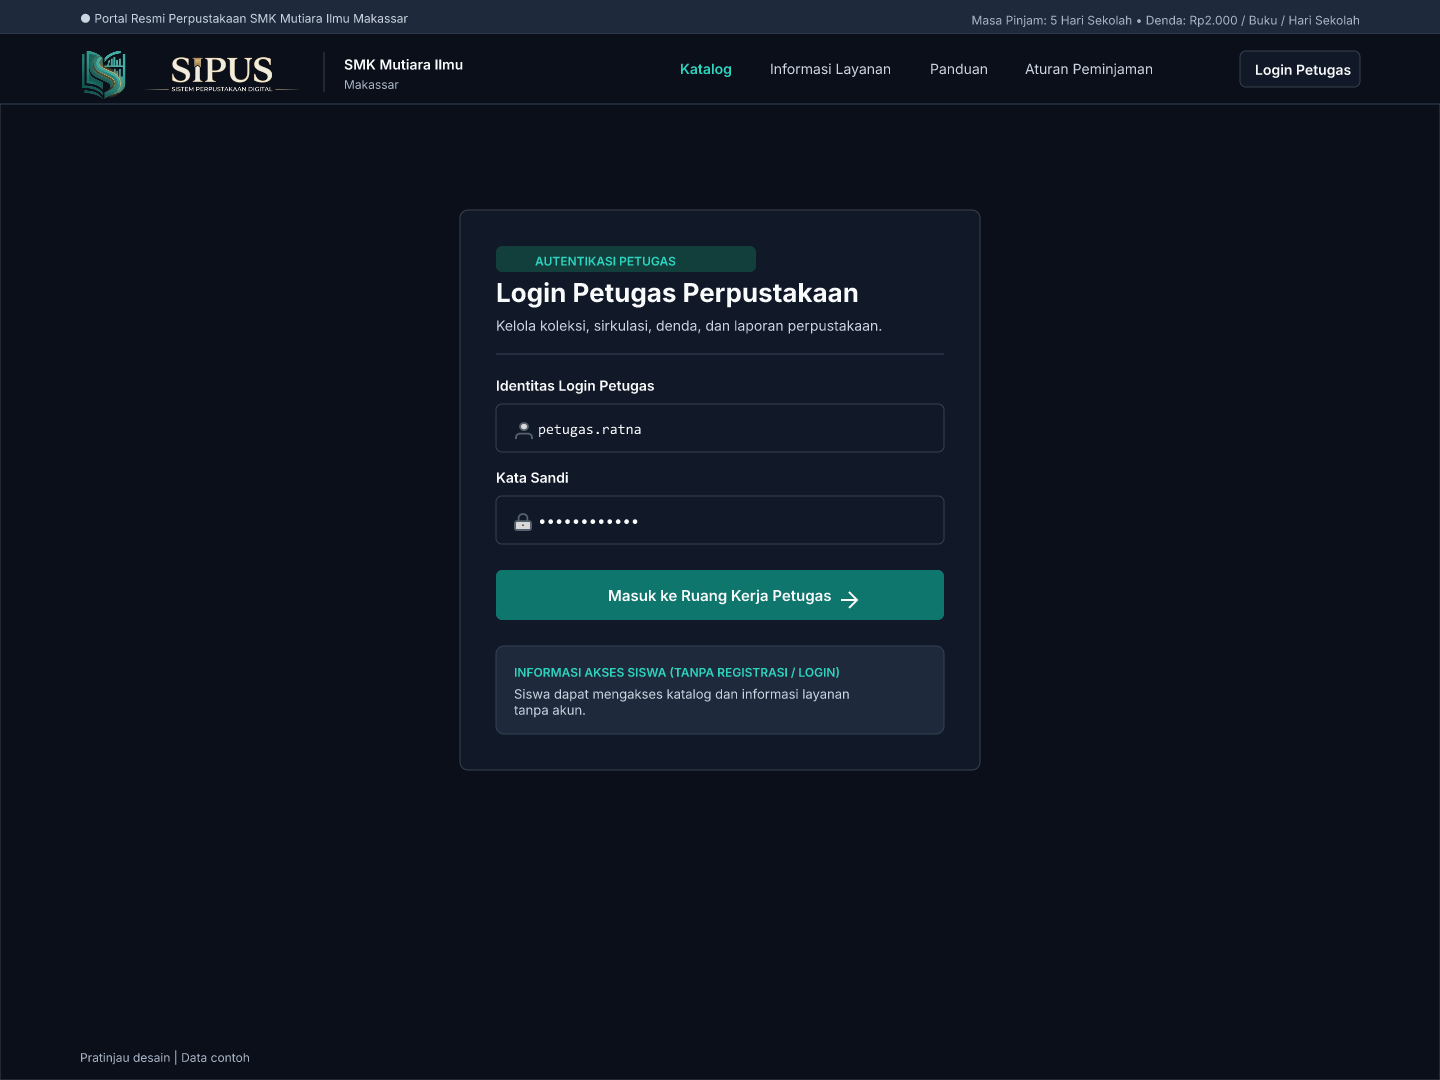 Portal Resmi Perpustakaan SMK Mutiara Ilmu Makassar
Masa Pinjam: 5 Hari Sekolah • Denda: Rp2.000 / Buku / Hari Sekolah
SiPUS
SISTEM PERPUSTAKAAN DIGITAL
SMK Mutiara Ilmu
Makassar
Katalog
Informasi Layanan
Panduan
Aturan Peminjaman
Login Petugas
AUTENTIKASI PETUGAS
Login Petugas Perpustakaan
Kelola koleksi, sirkulasi, denda, dan laporan perpustakaan.
Identitas Login Petugas
petugas.ratna
Kata Sandi
••••••••••••
Masuk ke Ruang Kerja Petugas →
INFORMASI AKSES SISWA (TANPA REGISTRASI / LOGIN)
Siswa dapat mengakses katalog dan informasi layanan
tanpa akun.
Pratinjau desain | Data contoh